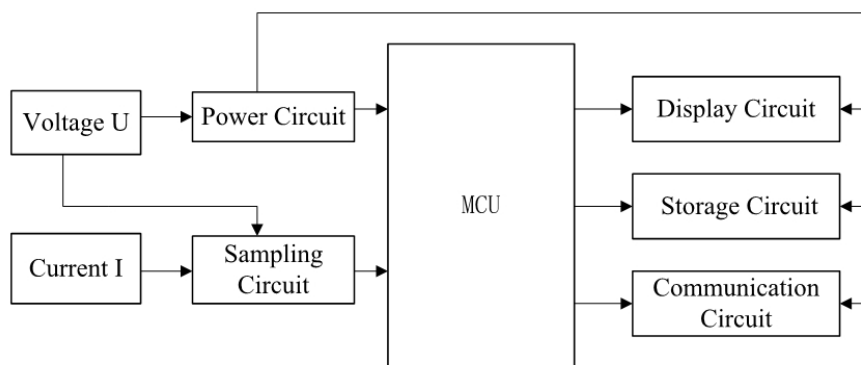 Voltage U
Power Circuit
Display Circuit
MCU
Storage Circuit
Current I
Sampling
Circuit
Communication
Circuit